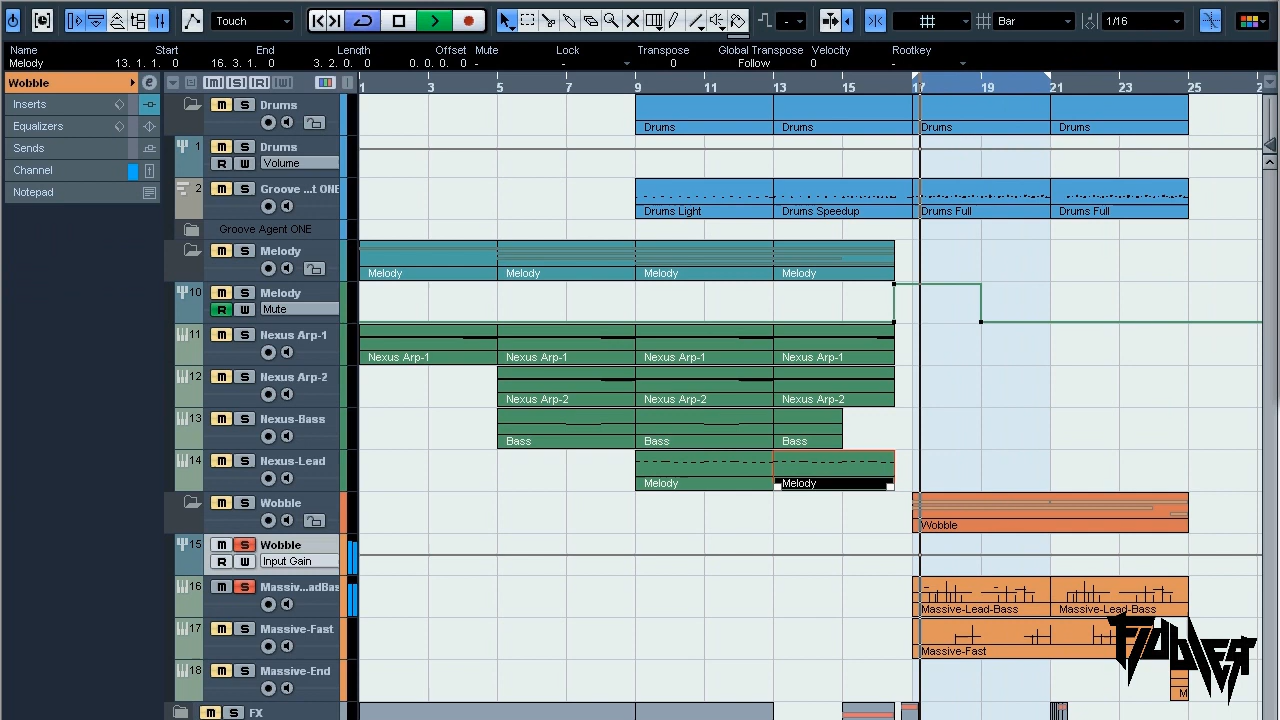 Touch
-
Bar
1/16
Name Start End Length Offset Mute Lock Transpose Global Transpose Velocity Rootkey
Melody 13. 1. 1. 0 16. 3. 1. 0 3. 2. 0. 0 0. 0. 0. 0 - - 0 Follow 0 -
Wobble
Inserts
Equalizers
Sends
Channel
Notepad
[M] [S] [R] [W]
1 3 5 7 9 11 13 15 17 19 21 23 25
M S Drums
Drums Drums Drums Drums
1 M S Drums
R W Volume
2 M S Groove ...t ONE
Drums Light Drums Speedup Drums Full Drums Full
Groove Agent ONE
M S Melody
Melody Melody Melody Melody
10 M S Melody
R W Mute
11 M S Nexus Arp-1
Nexus Arp-1 Nexus Arp-1 Nexus Arp-1 Nexus Arp-1
12 M S Nexus Arp-2
Nexus Arp-2 Nexus Arp-2 Nexus Arp-2
13 M S Nexus-Bass
Bass Bass Bass
14 M S Nexus-Lead
Melody Melody
M S Wobble
Wobble
15 M S Wobble
R W Input Gain
16 M S Massiv...adBas
Massive-Lead-Bass Massive-Lead-Bass
17 M S Massive-Fast
Massive-Fast
FIDDLER
18 M S Massive-End
M
M S FX